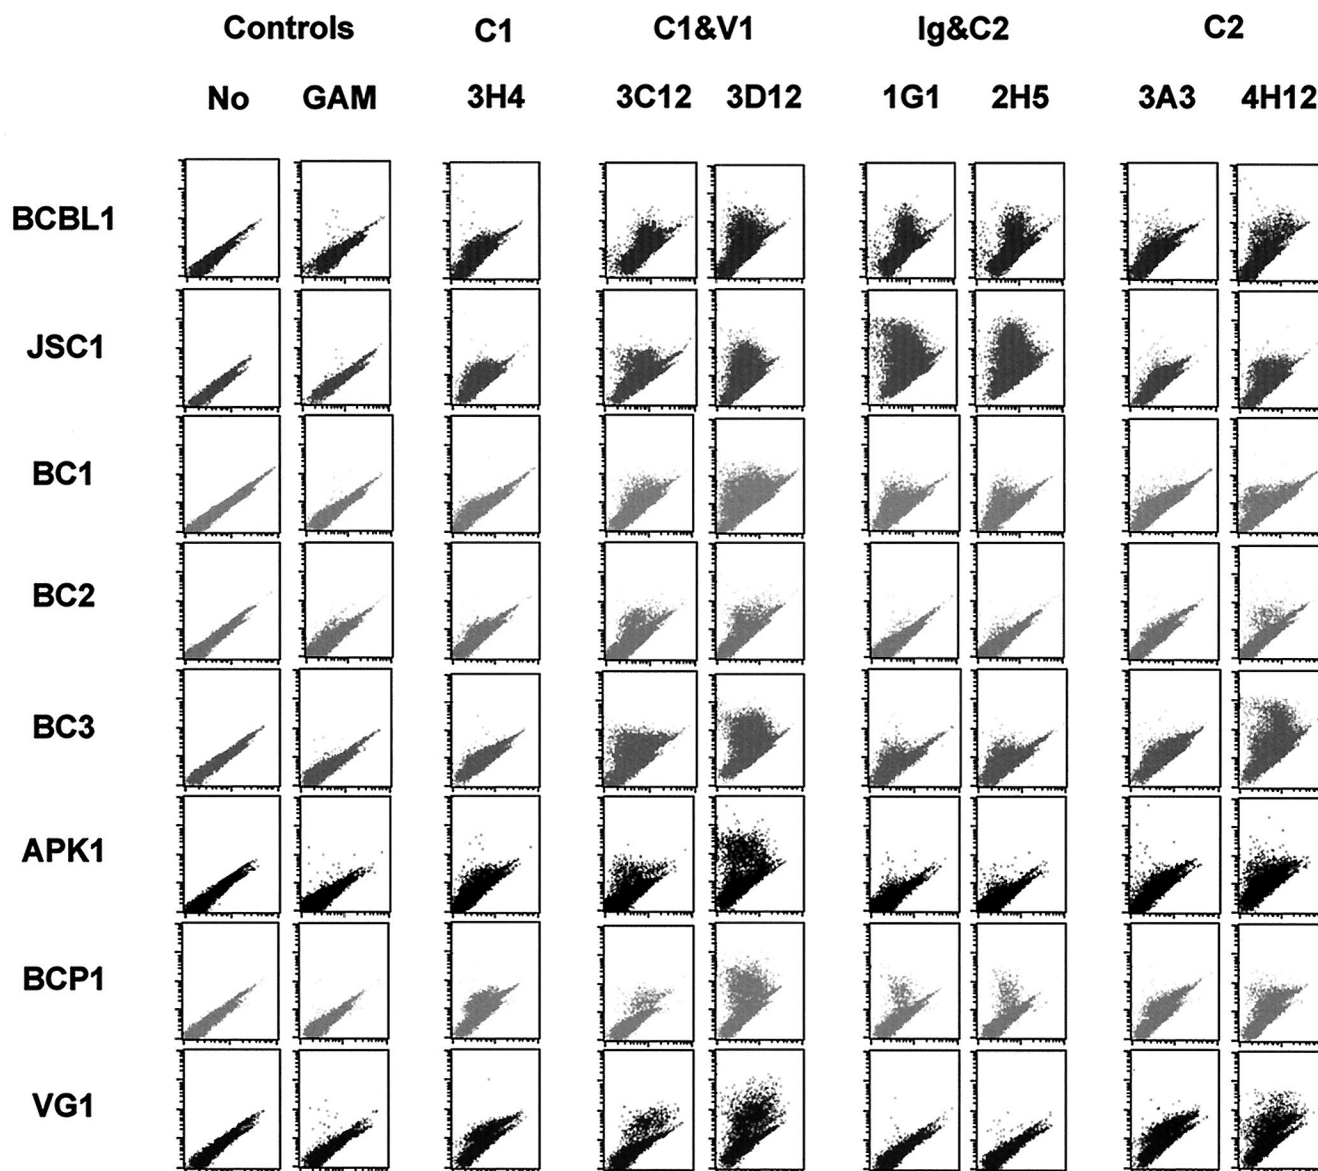 Controls C1 C1&V1 Ig&C2 C2
No GAM 3H4 3C12 3D12 1G1 2H5 3A3 4H12
BCBL1
JSC1
BC1
BC2
BC3
APK1
BCP1
VG1